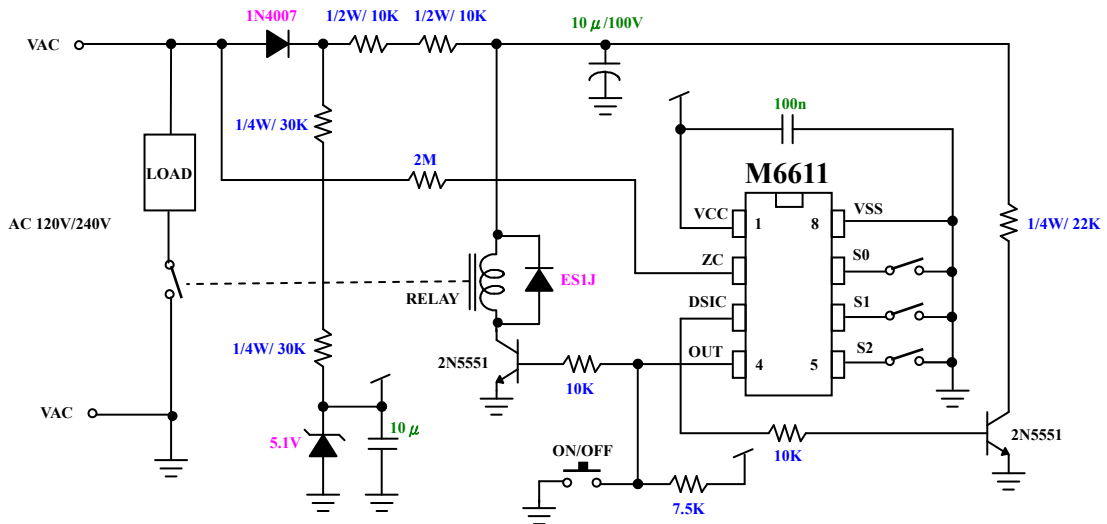 1N4007
1/2W/ 10K
1/2W/ 10K
10μ/100V
VAC
100n
1/4W/ 30K
2M
M6611
LOAD
VCC
1
8
VSS
AC 120V/240V
1/4W/ 22K
ZC
S0
ES1J
RELAY
DSIC
S1
1/4W/ 30K
OUT
4
5
S2
2N5551
10K
VAC
5.1V
10μ
2N5551
ON/OFF
10K
7.5K